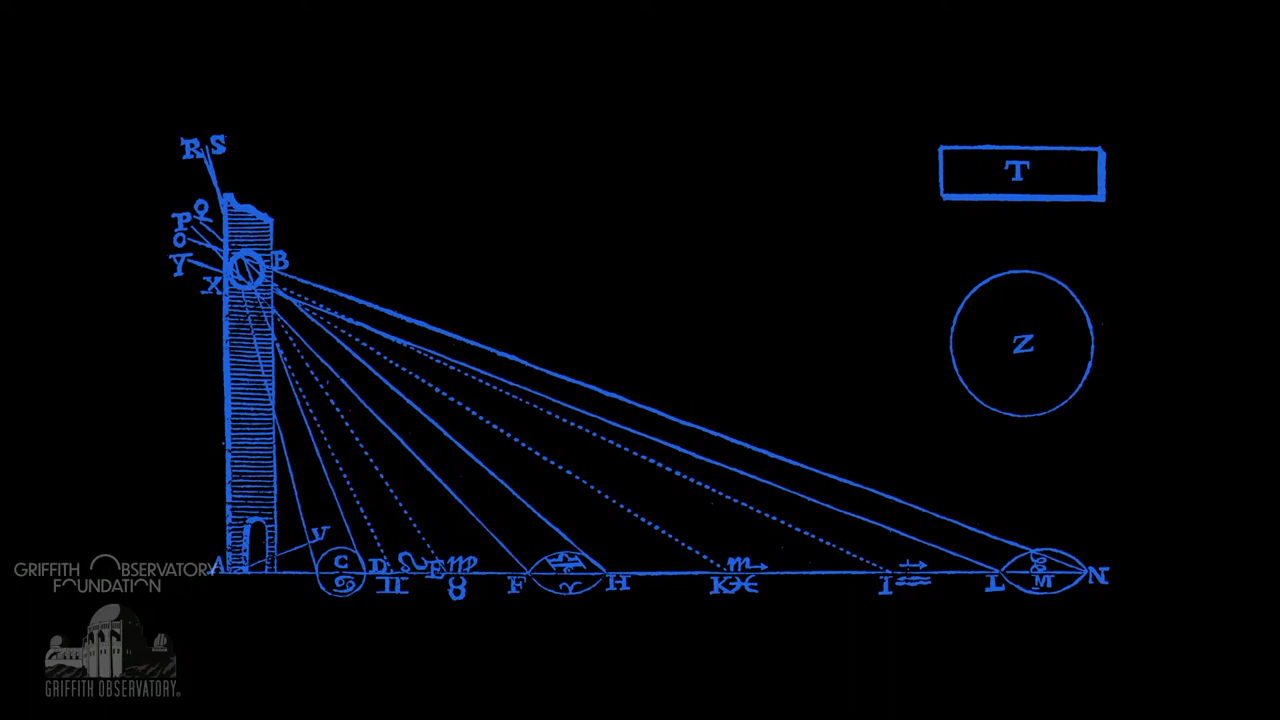 R S
T
P Q
O
Y X B
Z
V
A C D ♌ E ♍ ♏ ♐
♋ ♊ ♉ F ♎ ♈ H K ♓ I ♒ L M N
GRIFFITH OBSERVATORY
FOUNDATION
GRIFFITH OBSERVATORY